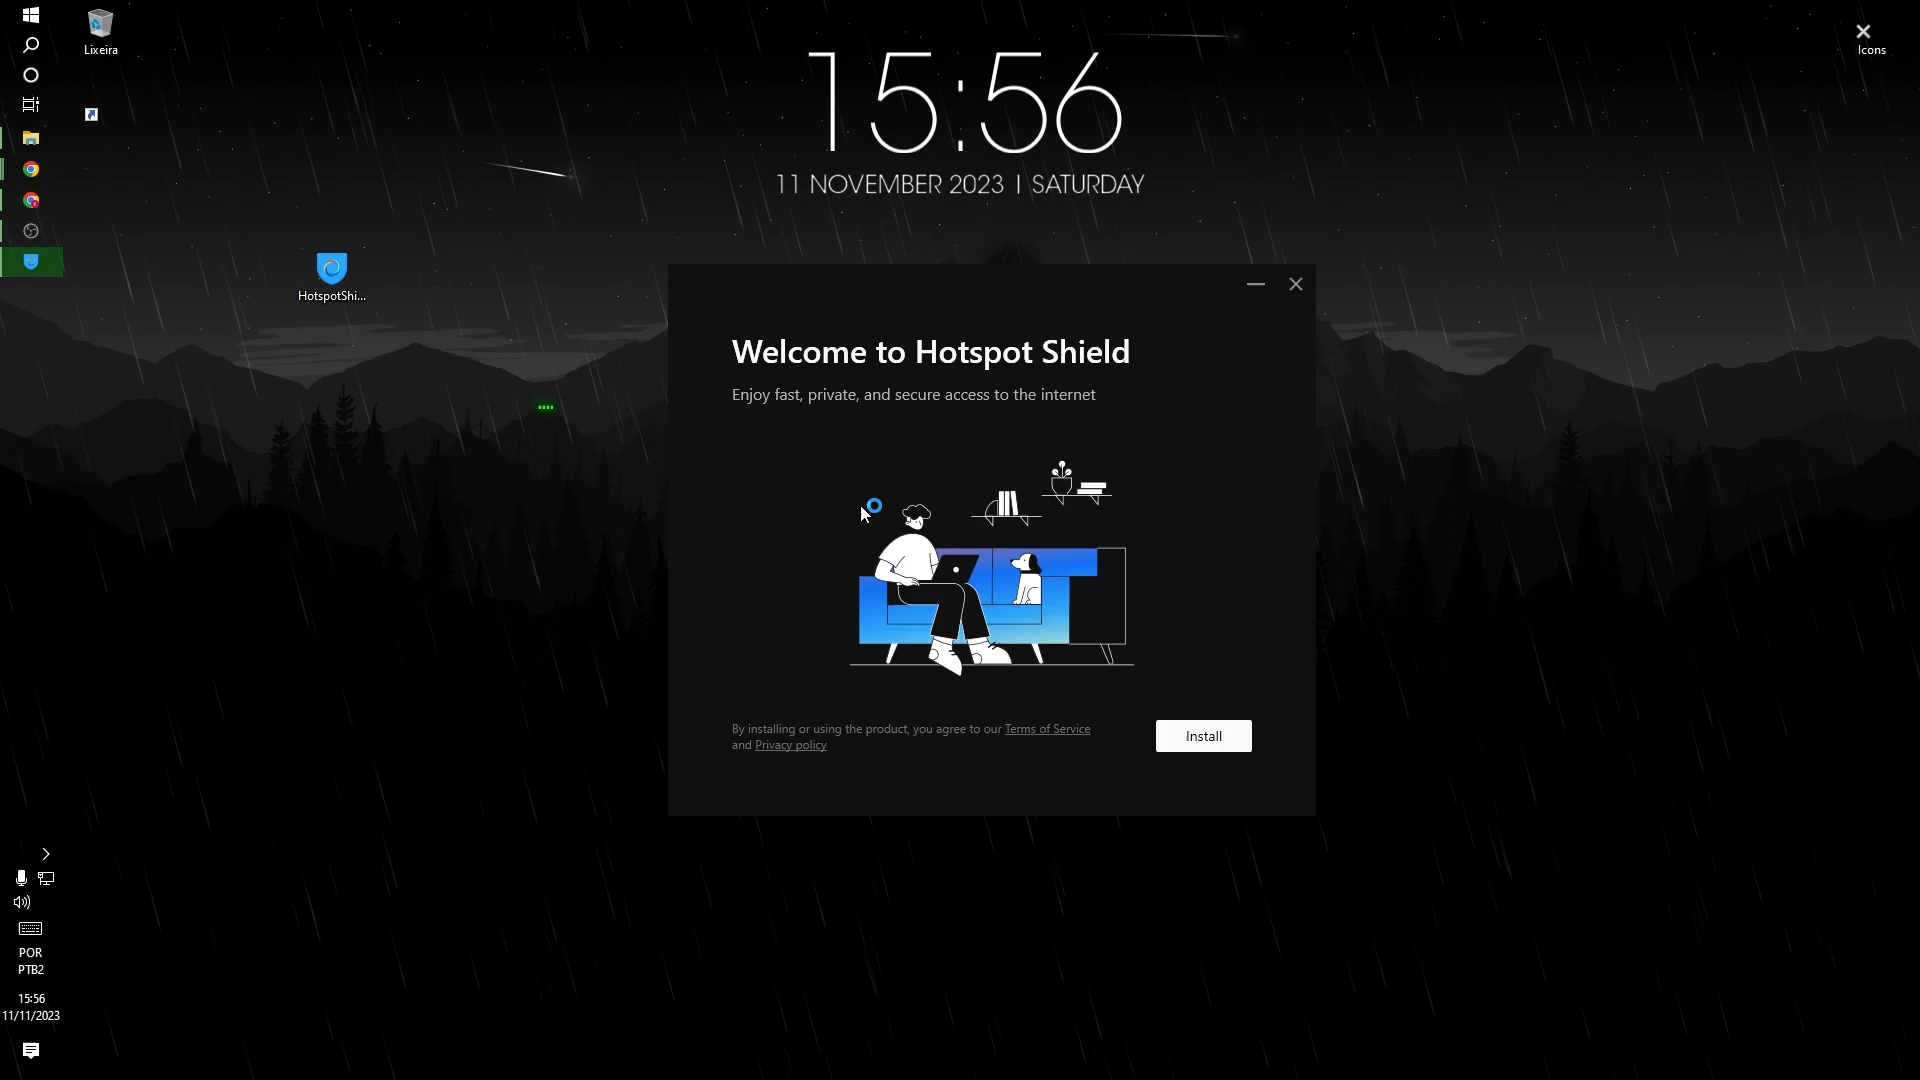 Lixeira
15:56
11 NOVEMBER 2023 | SATURDAY
Icons
HotspotShi...
Welcome to Hotspot Shield
Enjoy fast, private, and secure access to the internet
By installing or using the product, you agree to our Terms of Service
and Privacy policy
Install
POR
PTB2
15:56
11/11/2023